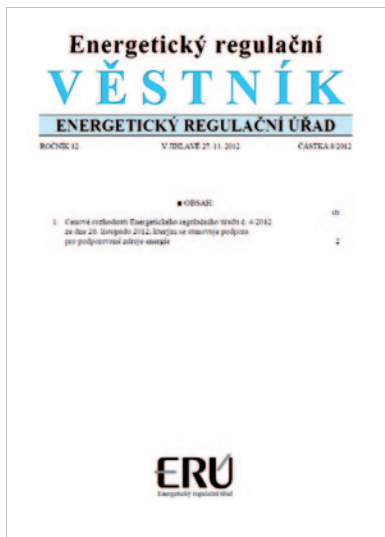 Energetický regulační
VĚSTNÍK
ENERGETICKÝ REGULAČNÍ ÚŘAD
ROČNÍK 12 V JIHLAVĚ 27. 11. 2012 ČÁSTKA 8/2012
■ OBSAH:
str.
1. Cenové rozhodnutí Energetického regulačního úřadu č. 4/2012
ze dne 26. listopadu 2012, kterým se stanovuje podpora
pro podporované zdroje energie 2
ERÚ
Energetický regulační úřad